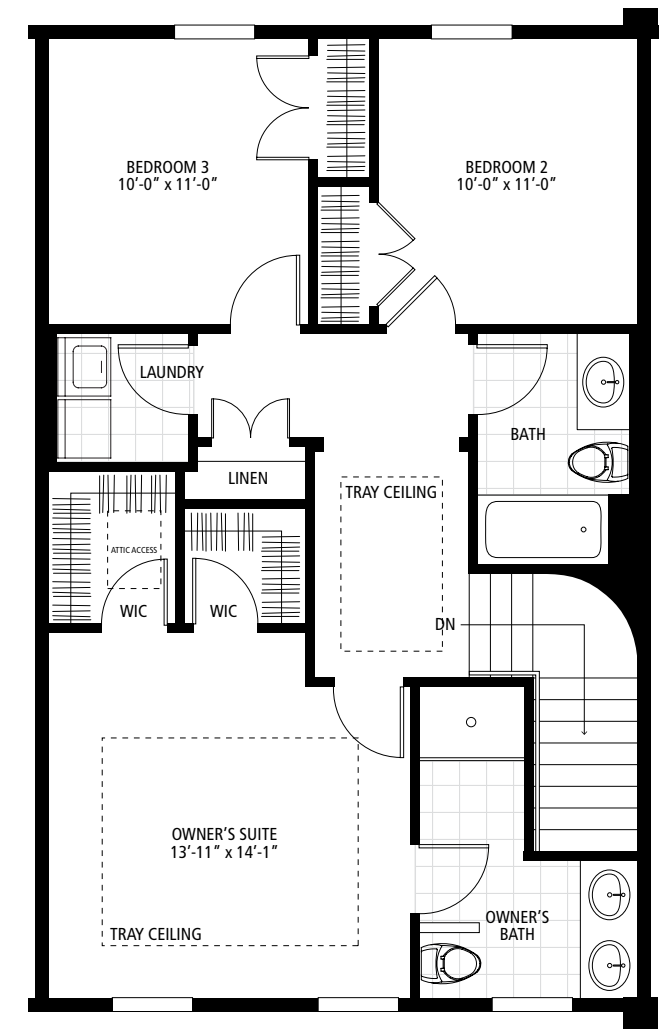 BEDROOM 3
10'-0" x 11'-0"
BEDROOM 2
10'-0" x 11'-0"
LAUNDRY
BATH
LINEN
TRAY CEILING
ATTIC ACCESS
WIC
WIC
DN
OWNER'S SUITE
13'-11" x 14'-1"
TRAY CEILING
OWNER'S
BATH